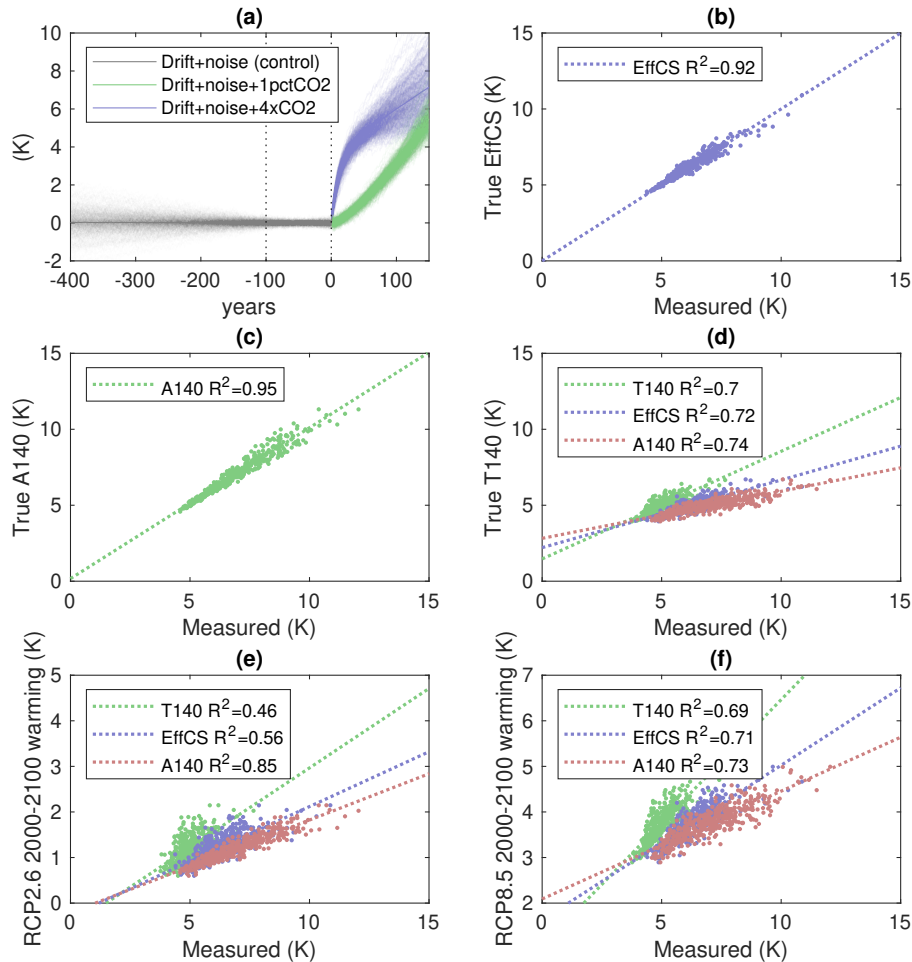 (a)
(K)
10
8
6
4
2
0
-2
Drift+noise (control)
Drift+noise+1pctCO2
Drift+noise+4xCO2
-400 -300 -200 -100 0 100
years
(b)
True EffCS (K)
15
10
5
0
EffCS R²=0.92
0 5 10 15
Measured (K)
(c)
True A140 (K)
15
10
5
0
A140 R²=0.95
0 5 10 15
Measured (K)
(d)
True T140 (K)
15
10
5
0
T140 R²=0.7
EffCS R²=0.72
A140 R²=0.74
0 5 10 15
Measured (K)
(e)
RCP2.6 2000-2100 warming (K)
5
4
3
2
1
0
T140 R²=0.46
EffCS R²=0.56
A140 R²=0.85
0 5 10 15
Measured (K)
(f)
RCP8.5 2000-2100 warming (K)
7
6
5
4
3
2
T140 R²=0.69
EffCS R²=0.71
A140 R²=0.73
0 5 10 15
Measured (K)